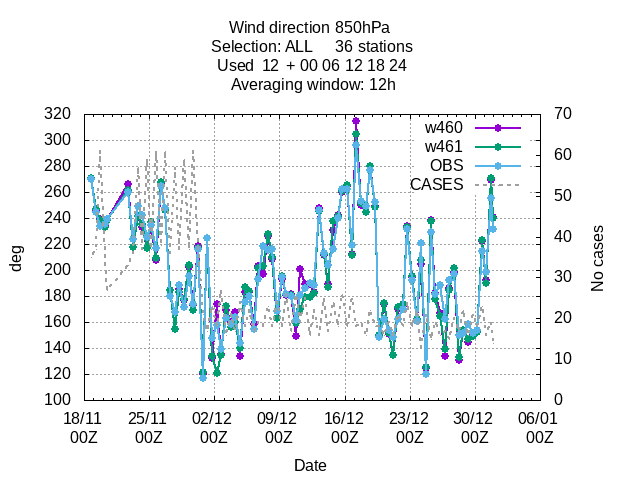 Wind direction 850hPa
Selection: ALL 36 stations
Used 12 + 00 06 12 18 24
Averaging window: 12h
w460
w461
OBS
CASES
320
300
280
260
240
220
200
180
160
140
120
100
deg
70
60
50
40
30
20
10
0
No cases
18/11 25/11 02/12 09/12 16/12 23/12 30/12 06/01
00Z 00Z 00Z 00Z 00Z 00Z 00Z 00Z
Date